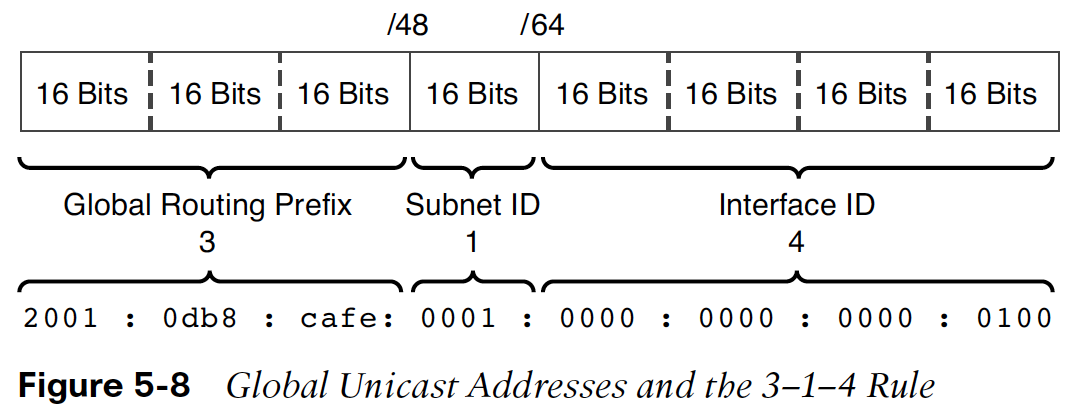 /48 /64
16 Bits 16 Bits 16 Bits 16 Bits 16 Bits 16 Bits 16 Bits 16 Bits
Global Routing Prefix Subnet ID Interface ID
3 1 4
2001 : 0db8 : cafe: 0001 : 0000 : 0000 : 0000 : 0100
Figure 5-8 Global Unicast Addresses and the 3–1–4 Rule